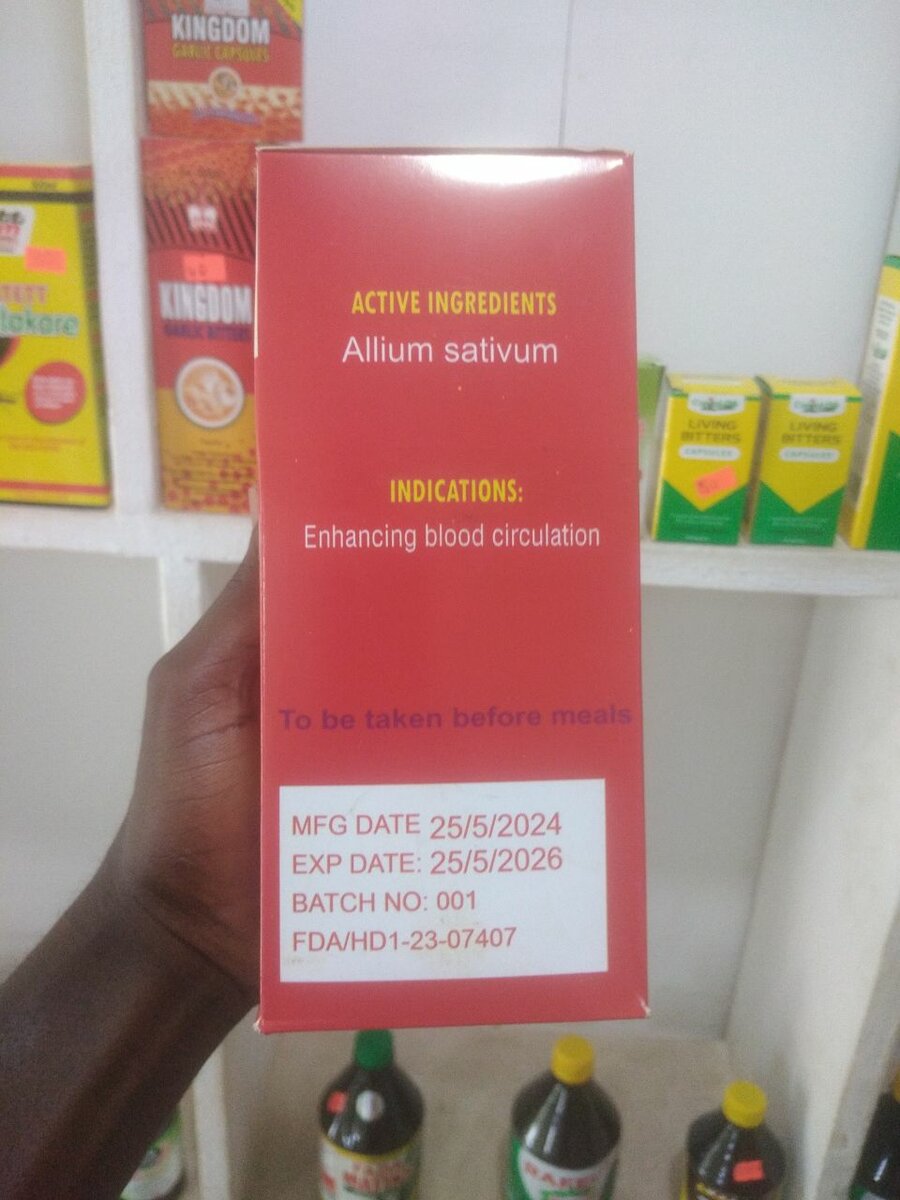 KINGDOM
GARLIC CAPSULES
KINGDOM
GARLIC BITTERS
ACTIVE INGREDIENTS
Allium sativum
INDICATIONS:
Enhancing blood circulation
To be taken before meals
MFG DATE 25/5/2024
EXP DATE: 25/5/2026
BATCH NO: 001
FDA/HD1-23-07407
LIVING
BITTERS
CAPSULES
LIVING
BITTERS
CAPSULES